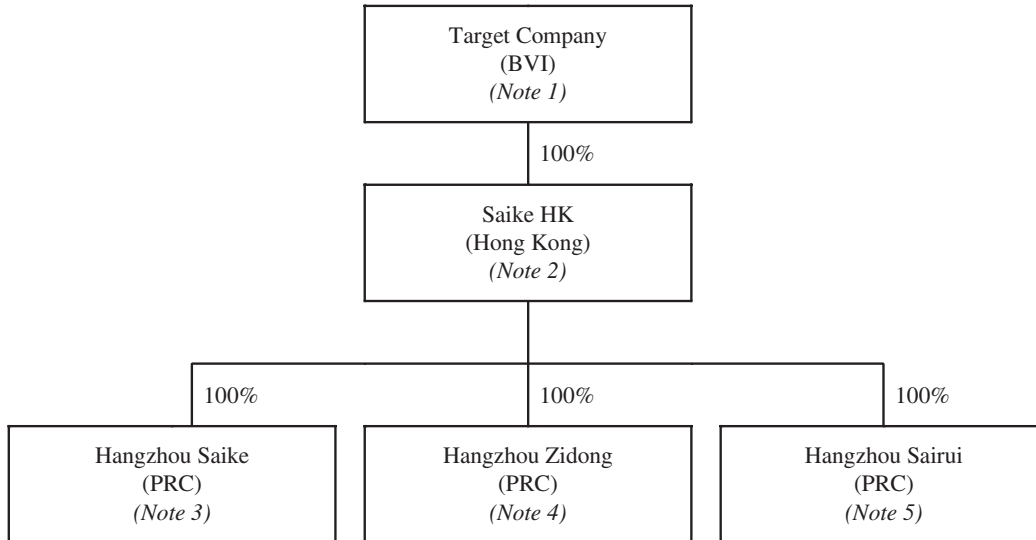 Target Company
(BVI)
(Note 1)
100%
Saike HK
(Hong Kong)
(Note 2)
100%
100%
100%
Hangzhou Saike
(PRC)
(Note 3)
Hangzhou Zidong
(PRC)
(Note 4)
Hangzhou Sairui
(PRC)
(Note 5)